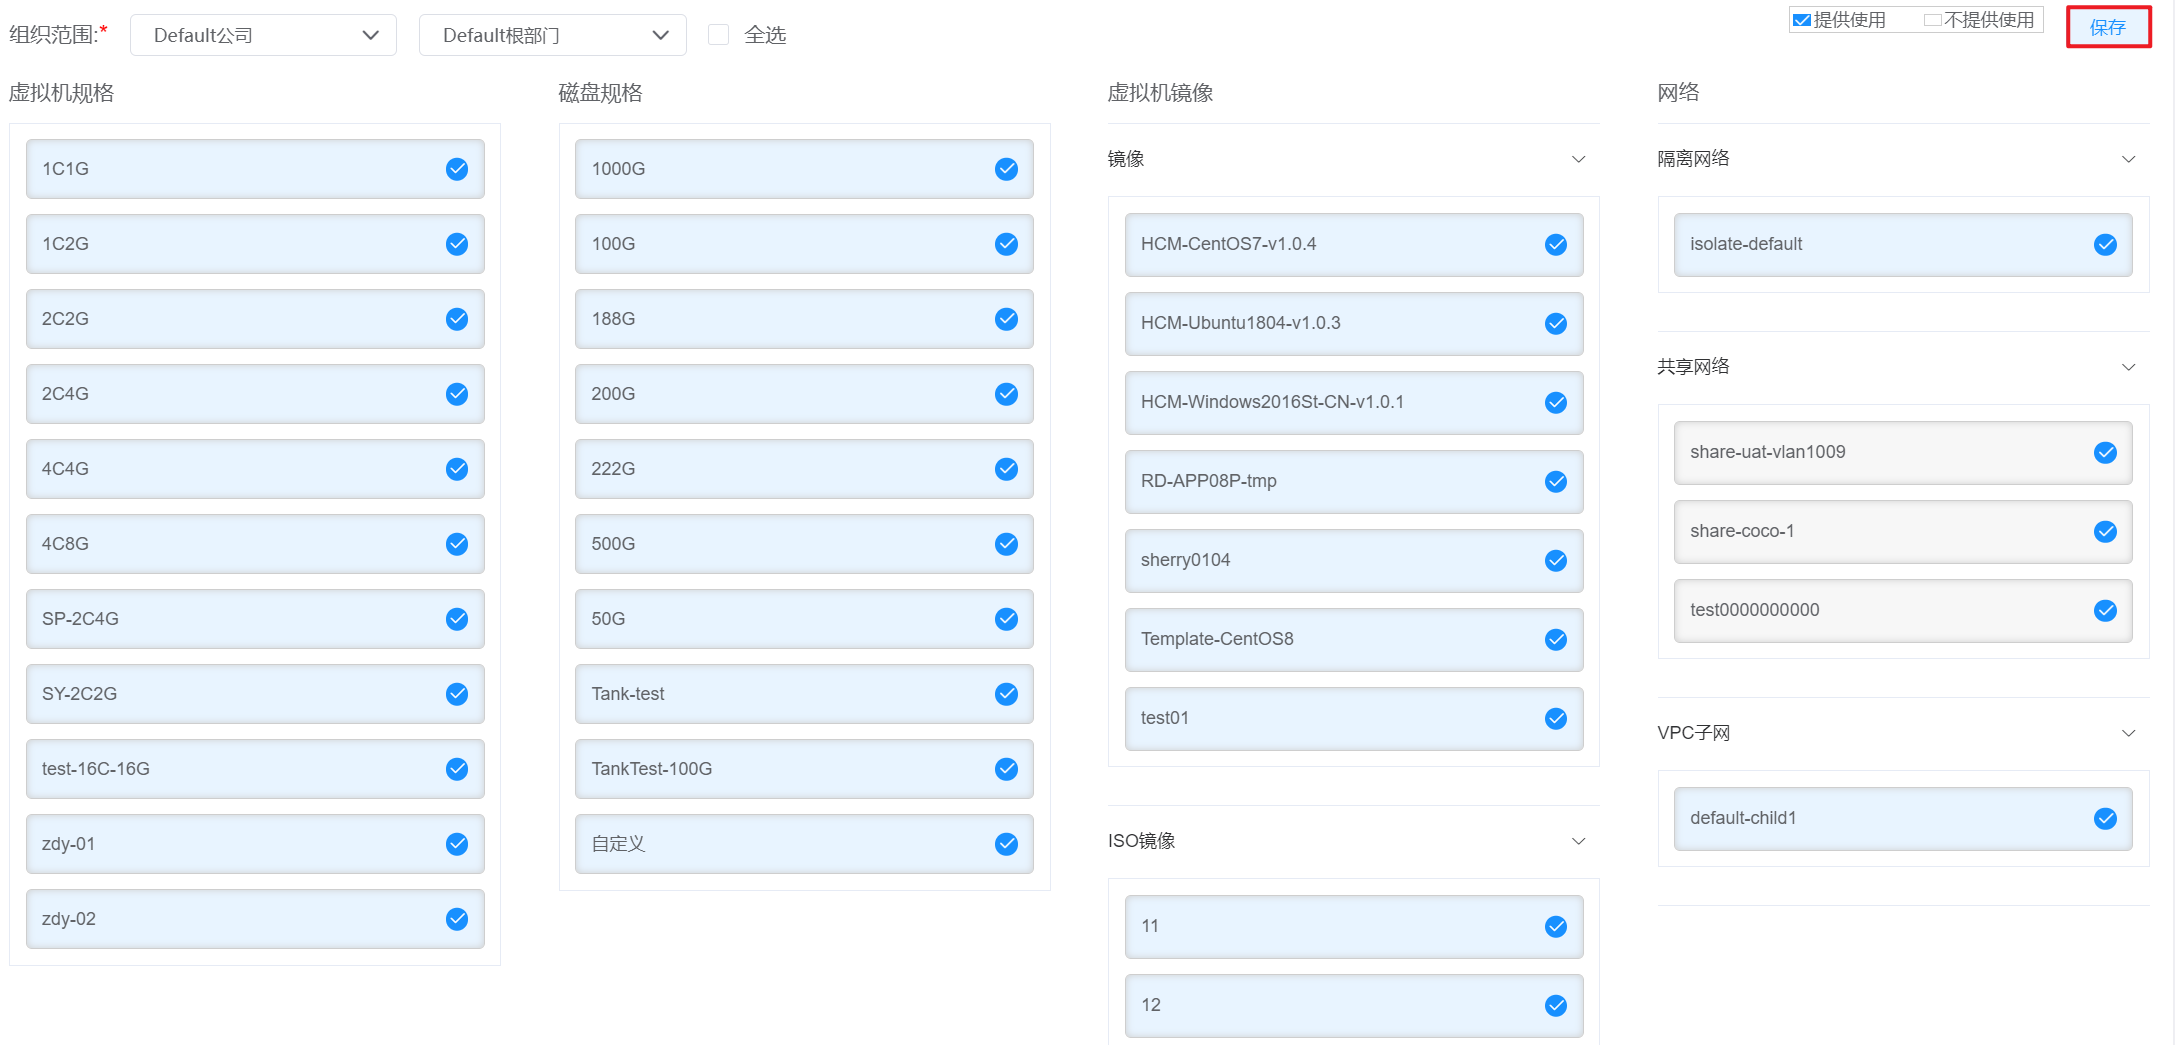 组织范围:*
Default公司
Default根部门
全选
提供使用
不提供使用
保存
虚拟机规格
1C1G
1C2G
2C2G
2C4G
4C4G
4C8G
SP-2C4G
SY-2C2G
test-16C-16G
zdy-01
zdy-02
磁盘规格
1000G
100G
188G
200G
222G
500G
50G
Tank-test
TankTest-100G
自定义
虚拟机镜像
镜像
HCM-CentOS7-v1.0.4
HCM-Ubuntu1804-v1.0.3
HCM-Windows2016St-CN-v1.0.1
RD-APP08P-tmp
sherry0104
Template-CentOS8
test01
ISO镜像
11
12
网络
隔离网络
isolate-default
共享网络
share-uat-vlan1009
share-coco-1
test0000000000
VPC子网
default-child1